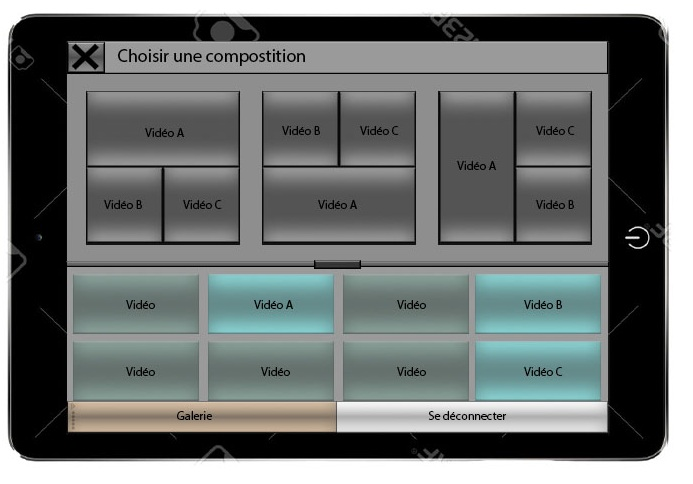 Choisir une compostition
Vidéo A
Vidéo B Vidéo C
Vidéo B Vidéo C
Vidéo A
Vidéo A
Vidéo C
Vidéo B
Vidéo Vidéo A Vidéo Vidéo B
Vidéo Vidéo Vidéo Vidéo C
Galerie Se déconnecter